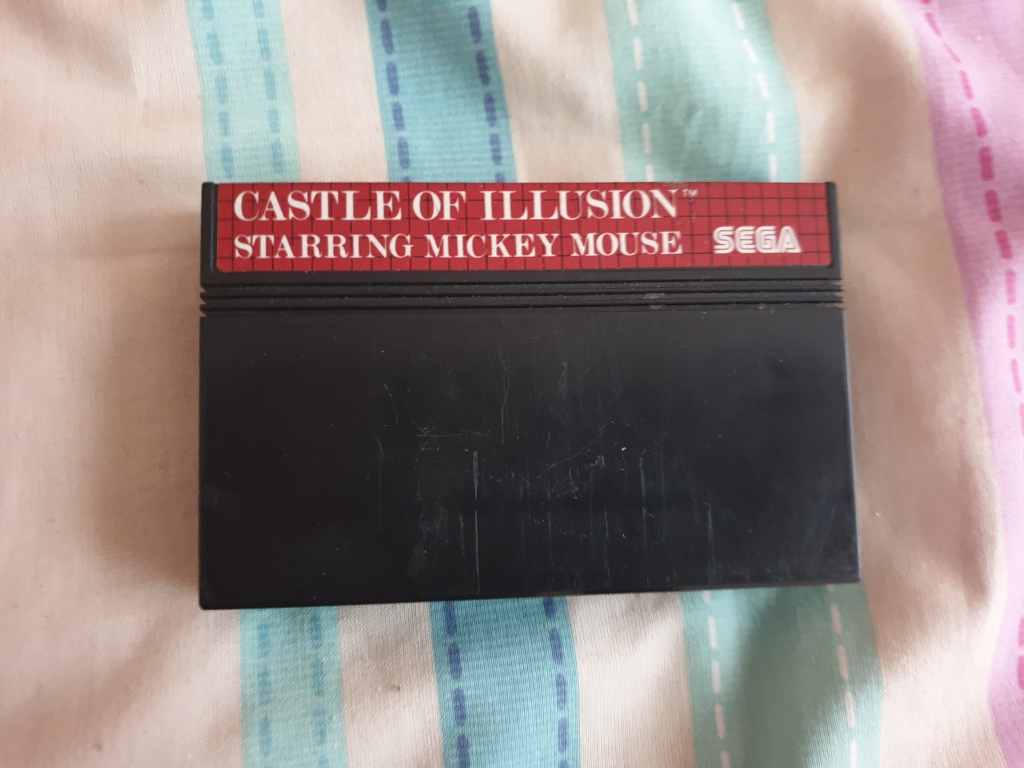 CASTLE OF ILLUSION™
STARRING MICKEY MOUSE
SEGA